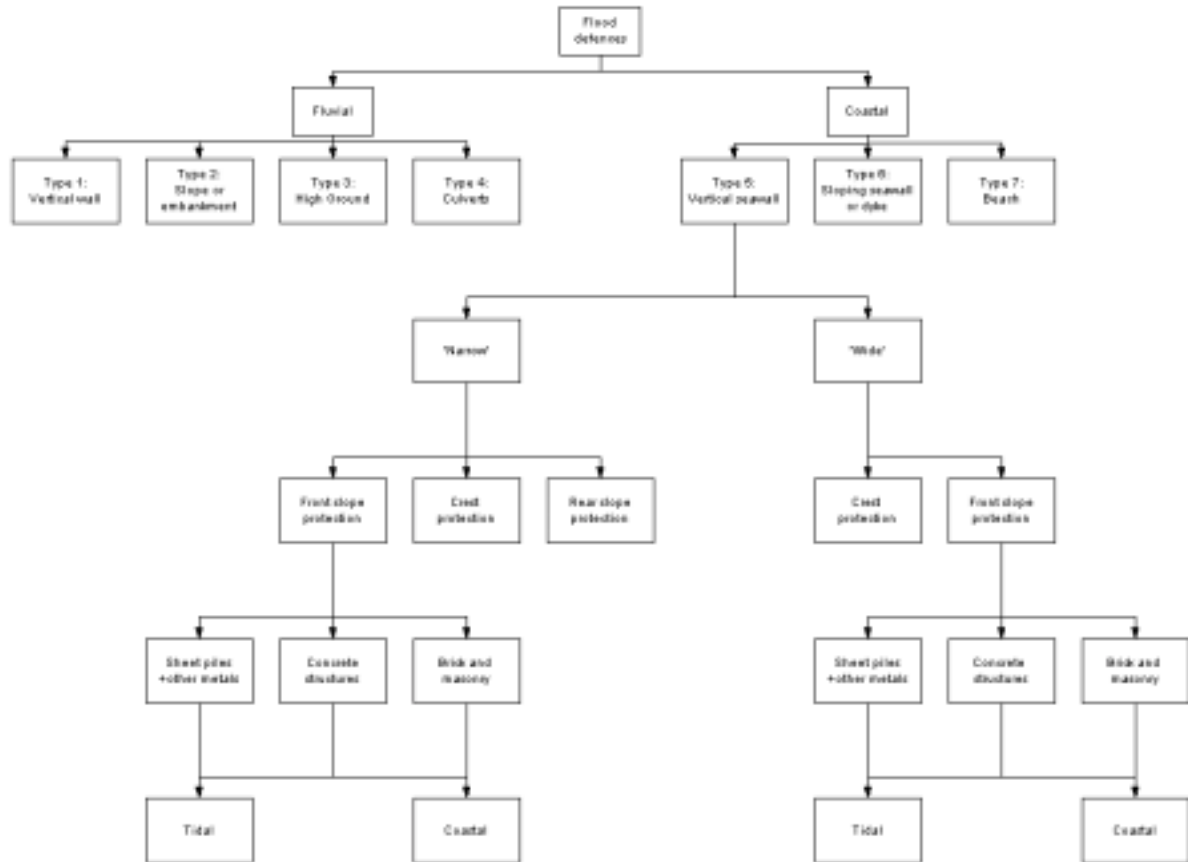 Flood
defences
Fluvial
Coastal
Type 1:
Vertical wall
Type 2:
Slope or
embankment
Type 3:
High Ground
Type 4:
Culverts
Type 5:
Vertical seawall
Type 6:
Sloping seawall
or dyke
Type 7:
Beach
'Narrow'
'Wide'
Front slope
protection
Crest
protection
Rear slope
protection
Crest
protection
Front slope
protection
Sheet piles
+other metals
Concrete
structures
Brick and
masonry
Sheet piles
+other metals
Concrete
structures
Brick and
masonry
Tidal
Coastal
Tidal
Coastal